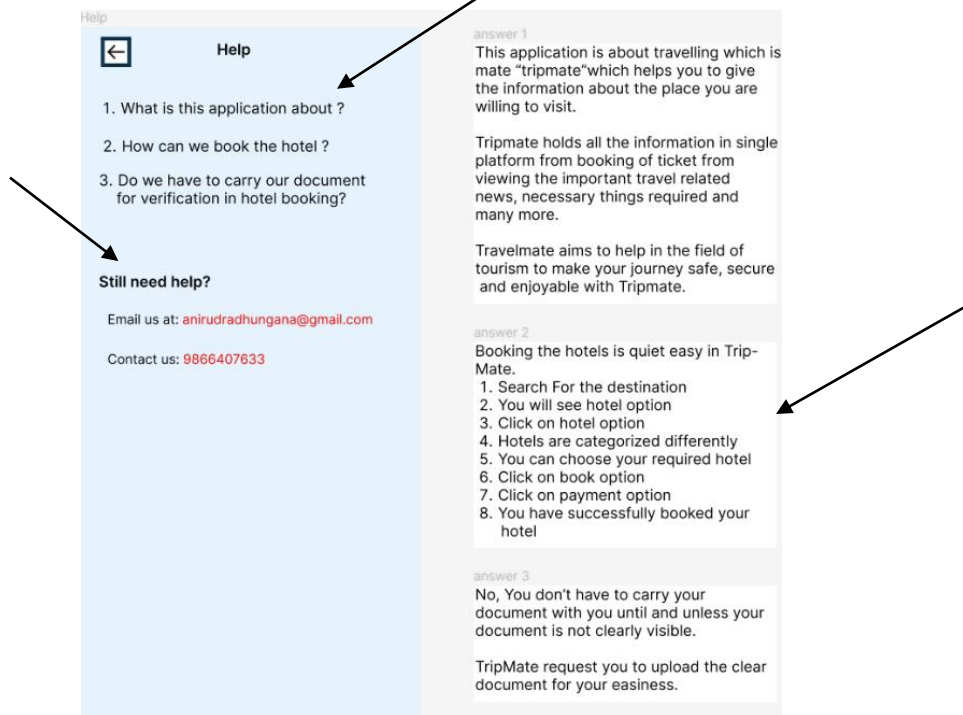 Help
Help
1. What is this application about ?
2. How can we book the hotel ?
3. Do we have to carry our document
for verification in hotel booking?
Still need help?
Email us at: anirudradhungana@gmail.com
Contact us: 9866407633
answer 1
This application is about travelling which is
mate “tripmate”which helps you to give
the information about the place you are
willing to visit.
Tripmate holds all the information in single
platform from booking of ticket from
viewing the important travel related
news, necessary things required and
many more.
Travelmate aims to help in the field of
tourism to make your journey safe, secure
and enjoyable with Tripmate.
answer 2
Booking the hotels is quiet easy in Trip-
Mate.
1. Search For the destination
2. You will see hotel option
3. Click on hotel option
4. Hotels are categorized differently
5. You can choose your required hotel
6. Click on book option
7. Click on payment option
8. You have successfully booked your
hotel
answer 3
No, You don’t have to carry your
document with you until and unless your
document is not clearly visible.
TripMate request you to upload the clear
document for your easiness.